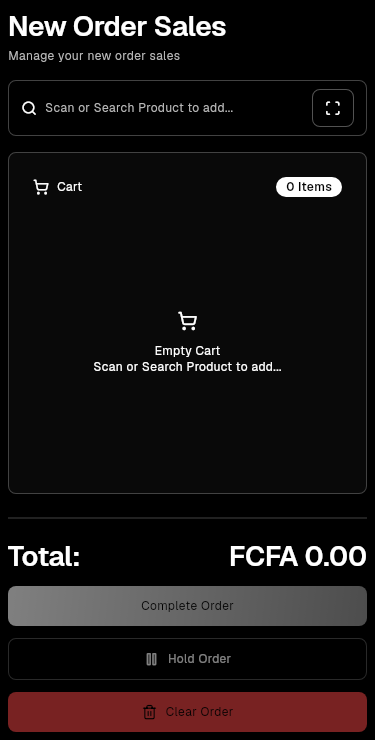 New Order Sales
Manage your new order sales
Scan or Search Product to add...
Cart
0 Items
Empty Cart
Scan or Search Product to add...
Total:
FCFA 0.00
Complete Order
Hold Order
Clear Order